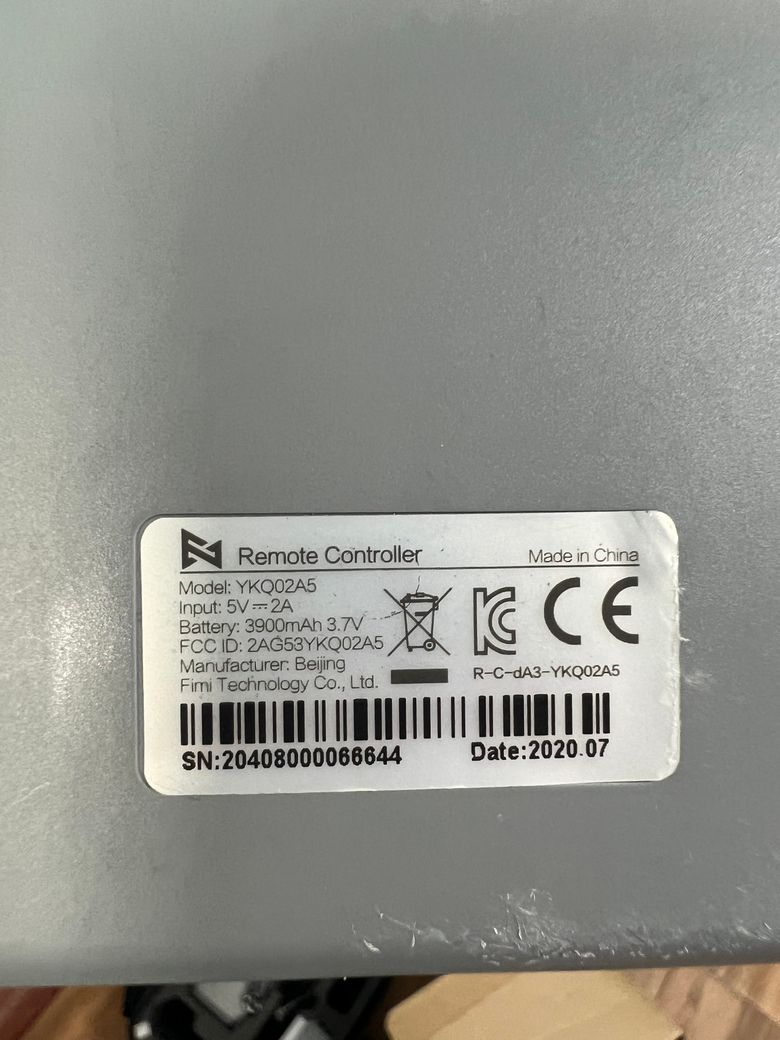 Remote Controller
Made in China
Model: YKQ02A5
Input: 5V⎓2A
Battery: 3900mAh 3.7V
FCC ID: 2AG53YKQ02A5
Manufacturer: Beijing
Fimi Technology Co., Ltd.
R-C-dA3-YKQ02A5
SN:20408000066644
Date:2020.07